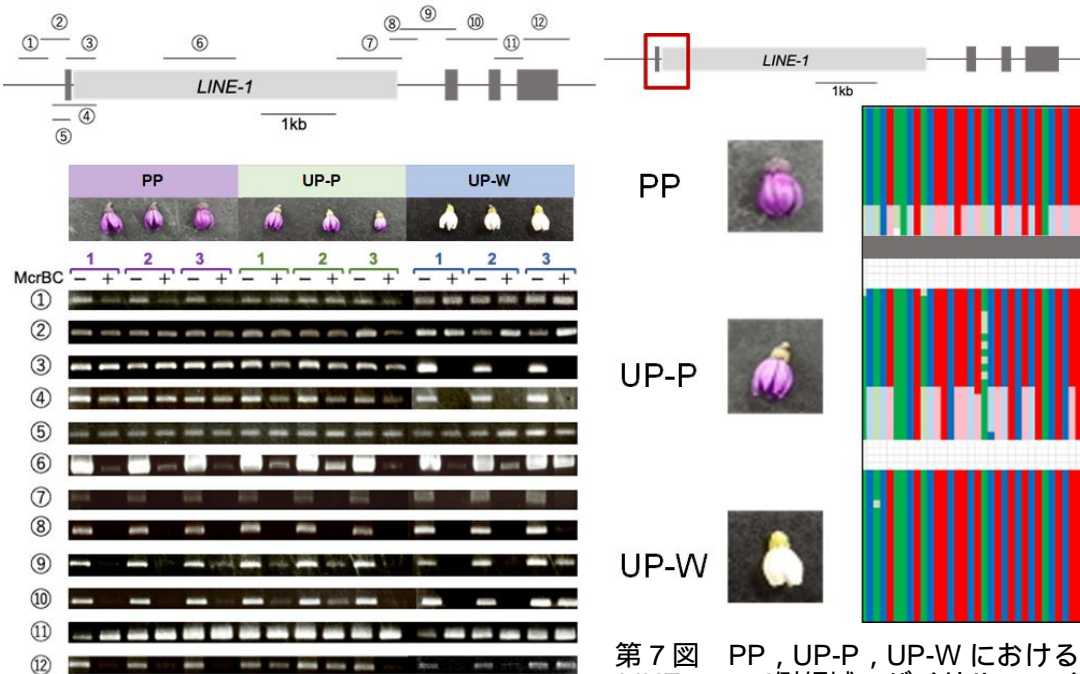 ⑨
② ⑧ ⑩ ⑫
① ③ ⑥ ⑦ ⑪
LINE-1
④ 1kb
⑤
PP UP-P UP-W
1 2 3 1 2 3 1 2 3
McrBC − + − + − + − + − + − + − + − + − +
①
②
③
④
⑤
⑥
⑦
⑧
⑨
⑩
⑪
⑫
LINE-1
1kb
PP
UP-P
UP-W
第7図 PP,UP-P,UP-Wにおける